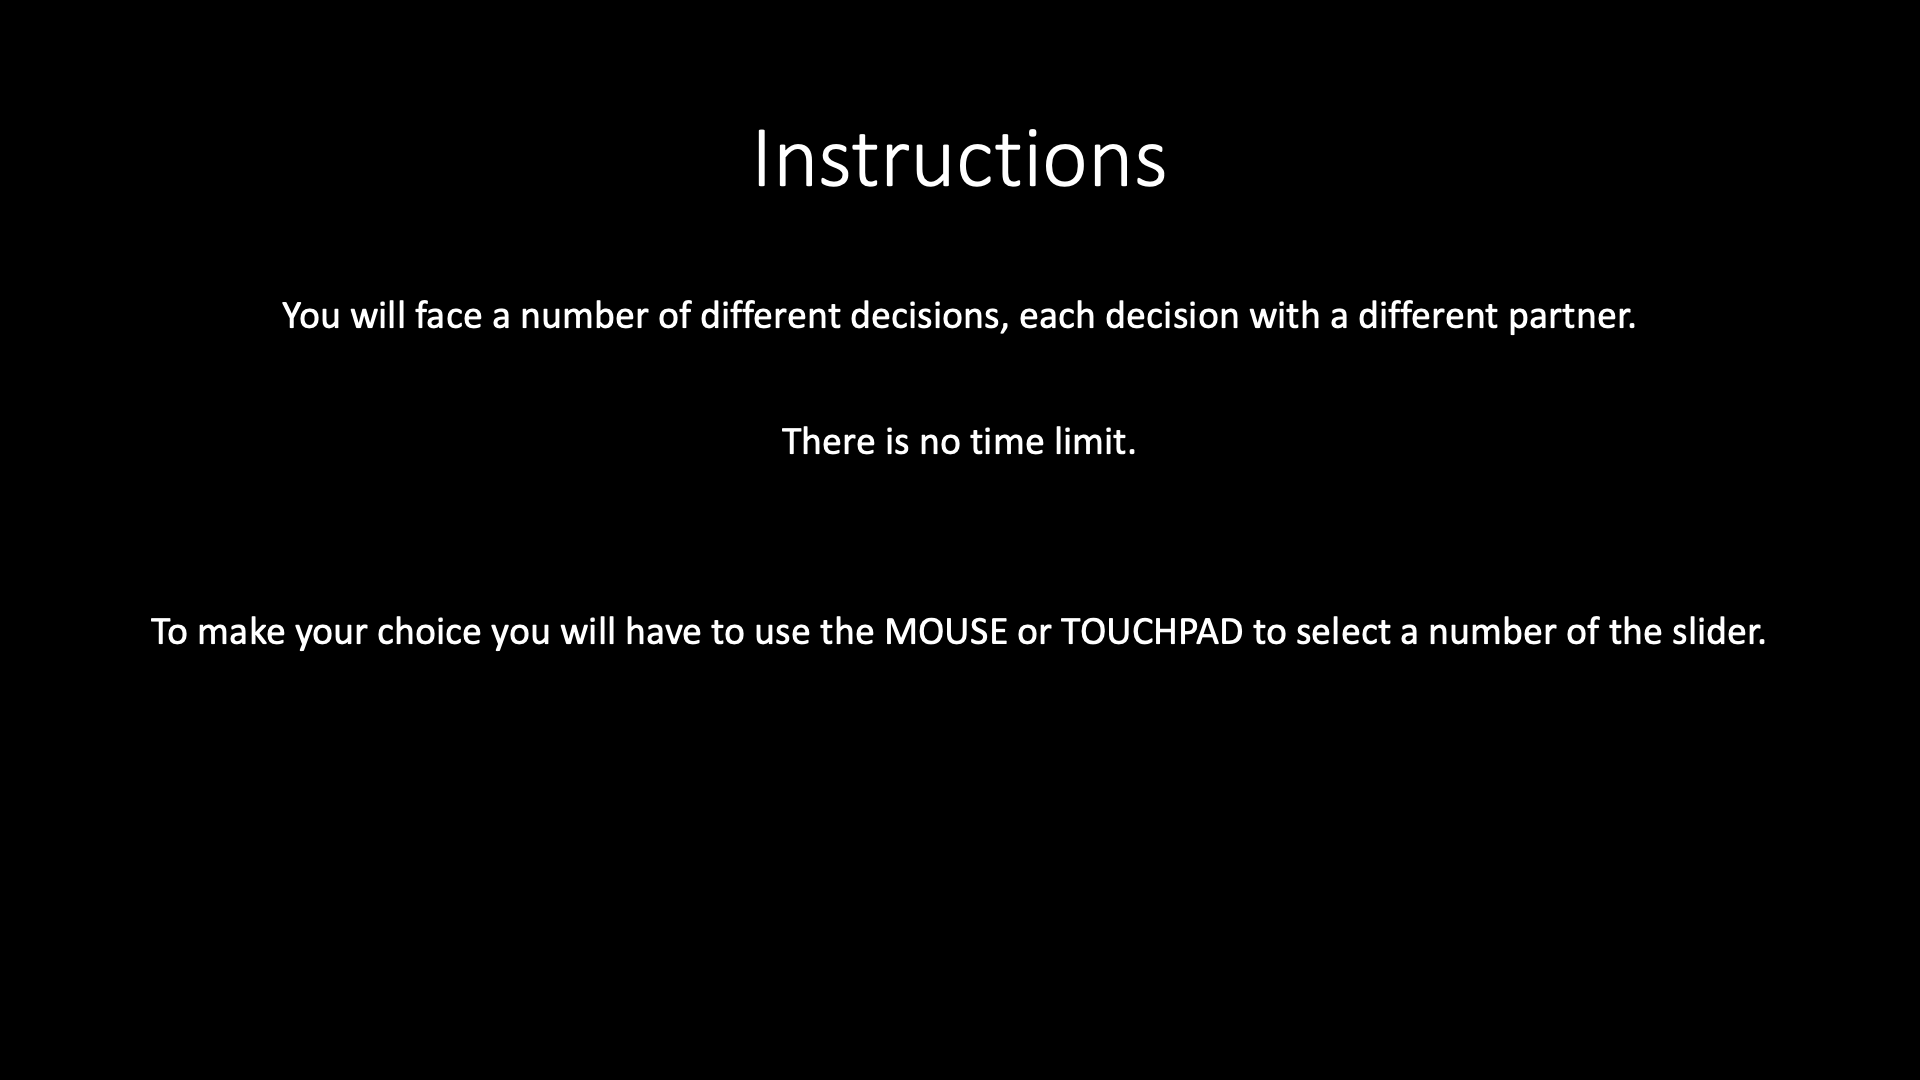 Instructions
You will face a number of different decisions, each decision with a different partner.
There is no time limit.
To make your choice you will have to use the MOUSE or TOUCHPAD to select a number of the slider.